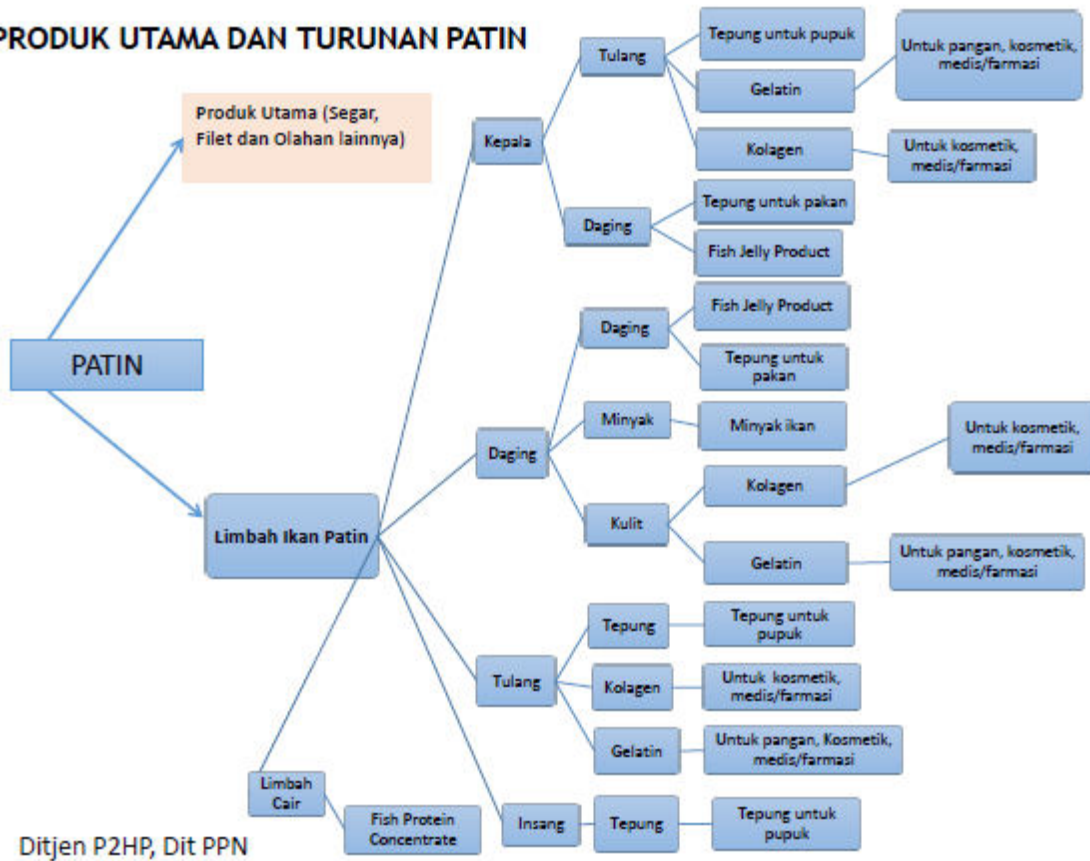 PRODUK UTAMA DAN TURUNAN PATIN
Produk Utama (Segar,
Filet dan Olahan lainnya)
PATIN
Limbah Ikan Patin
Kepala
Tulang
Tepung untuk pupuk
Gelatin
Untuk pangan, kosmetik,
medis/farmasi
Kolagen
Untuk kosmetik,
medis/farmasi
Daging
Tepung untuk pakan
Fish Jelly Product
Daging
Daging
Fish Jelly Product
Tepung untuk
pakan
Minyak
Minyak ikan
Kulit
Kolagen
Untuk kosmetik,
medis/farmasi
Gelatin
Untuk pangan, kosmetik,
medis/farmasi
Tulang
Tepung
Tepung untuk
pupuk
Kolagen
Untuk kosmetik,
medis/farmasi
Gelatin
Untuk pangan, Kosmetik,
medis/farmasi
Insang
Tepung
Tepung untuk
pupuk
Limbah
Cair
Fish Protein
Concentrate
Ditjen P2HP, Dit PPN